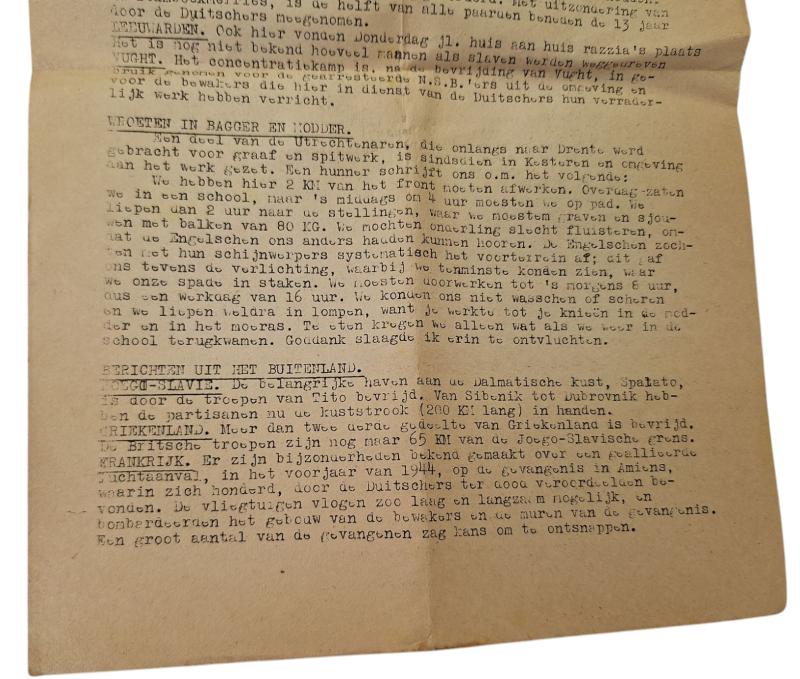 is de helft van alle paarden beneden de 13 jaar
door de Duitschers meegenomen.
LEEUWARDEN. Ook hier vonden Donderdag jl. huis aan huis razzia's plaats
Het is nog niet bekend hoeveel mannen als slaven werden weggedreven
VUGHT. Het concentratiekamp is, na de bevrijding van Vught, in ge-
bruik genomen voor de gearresteerde N.S.B.'ers uit de omgeving en
voor de bewakers die hier in dienst van de Duitschers hun verrader-
lijk werk hebben verricht.
WROETEN IN BAGGER EN MODDER.
Een deel van de Utrechtenaren, die onlangs naar Drente werd
gebracht voor graaf en spitwerk, is sindsdien in Kesteren en omgeving
aan het werk gezet. Een hunner schrijft ons o.m. het volgende:
We hebben hier 2 KM van het front moeten afwerken. Overdag zaten
we in een school, maar 's middags om 4 uur moesten we op pad. We
liepen dan 2 uur naar de stellingen, waar we moestem graven en sjou-
wen met balken van 80 KG. We mochten onderling slecht fluisteren, om-
dat de Engelschen ons anders hadden kunnen hooren. De Engelschen zoch-
ten met hun schijnwerpers systematisch het voorterrein af; dit gaf
ons tevens de verlichting, waarbij we tenminste konden zien, waar
we onze spade in staken. We moesten doorwerken tot 's morgens 8 uur,
dus een werkdag van 16 uur. We konden ons niet wasschen of scheren
en we liepen weldra in lompen, want je werkte tot je knieën in de mod-
der en in het moeras. Te eten kregen we alleen wat als we weer in de
school terugkwamen. Goddank slaagde ik erin te ontvluchten.
BERICHTEN UIT HET BUITENLAND.
JOEGO-SLAVIE. De belangrijke haven aan de Dalmatische kust, Spalato,
is door de troepen van Tito bevrijd. Van Sibenik tot Dubrovnik heb-
ben de partisanen nu de kuststrook (200 KM lang) in handen.
GRIEKENLAND. Meer dan twee derde gedeelte van Griekenland is bevrijd.
De Britsche troepen zijn nog maar 65 KM van de Joego-Slavische grens.
FRANKRIJK. Er zijn bijzonderheden bekend gemaakt over een geallieerde
luchtaanval, in het voorjaar van 1944, op de gevangenis in Amiens,
waarin zich honderd, door de Duitschers ter dood veroordeelden be-
vonden. De vliegtuigen vlogen zoo laag en langzaam mogelijk, en
bombardeerden het gebouw van de bewakers en de muren van de gevangenis.
Een groot aantal van de gevangenen zag kans om te ontsnappen.